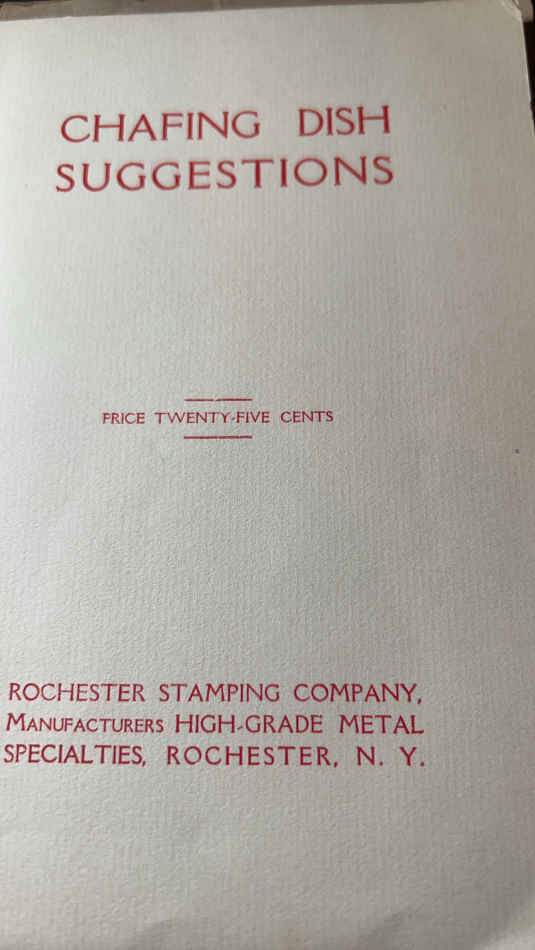 CHAFING DISH
SUGGESTIONS
PRICE TWENTY-FIVE CENTS
ROCHESTER STAMPING COMPANY,
MANUFACTURERS HIGH-GRADE METAL
SPECIALTIES, ROCHESTER, N. Y.